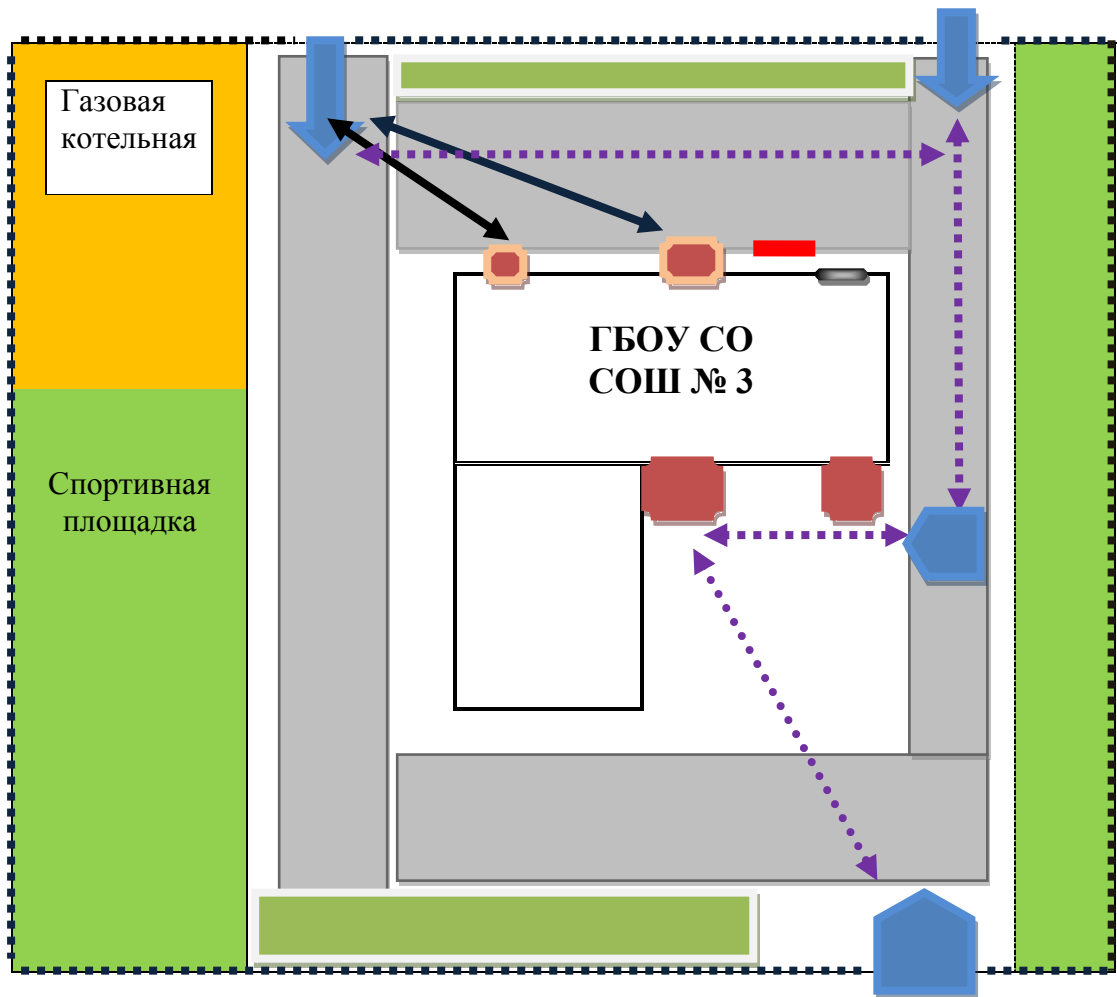 Газовая
котельная
ГБОУ СО
СОШ № 3
Спортивная
площадка